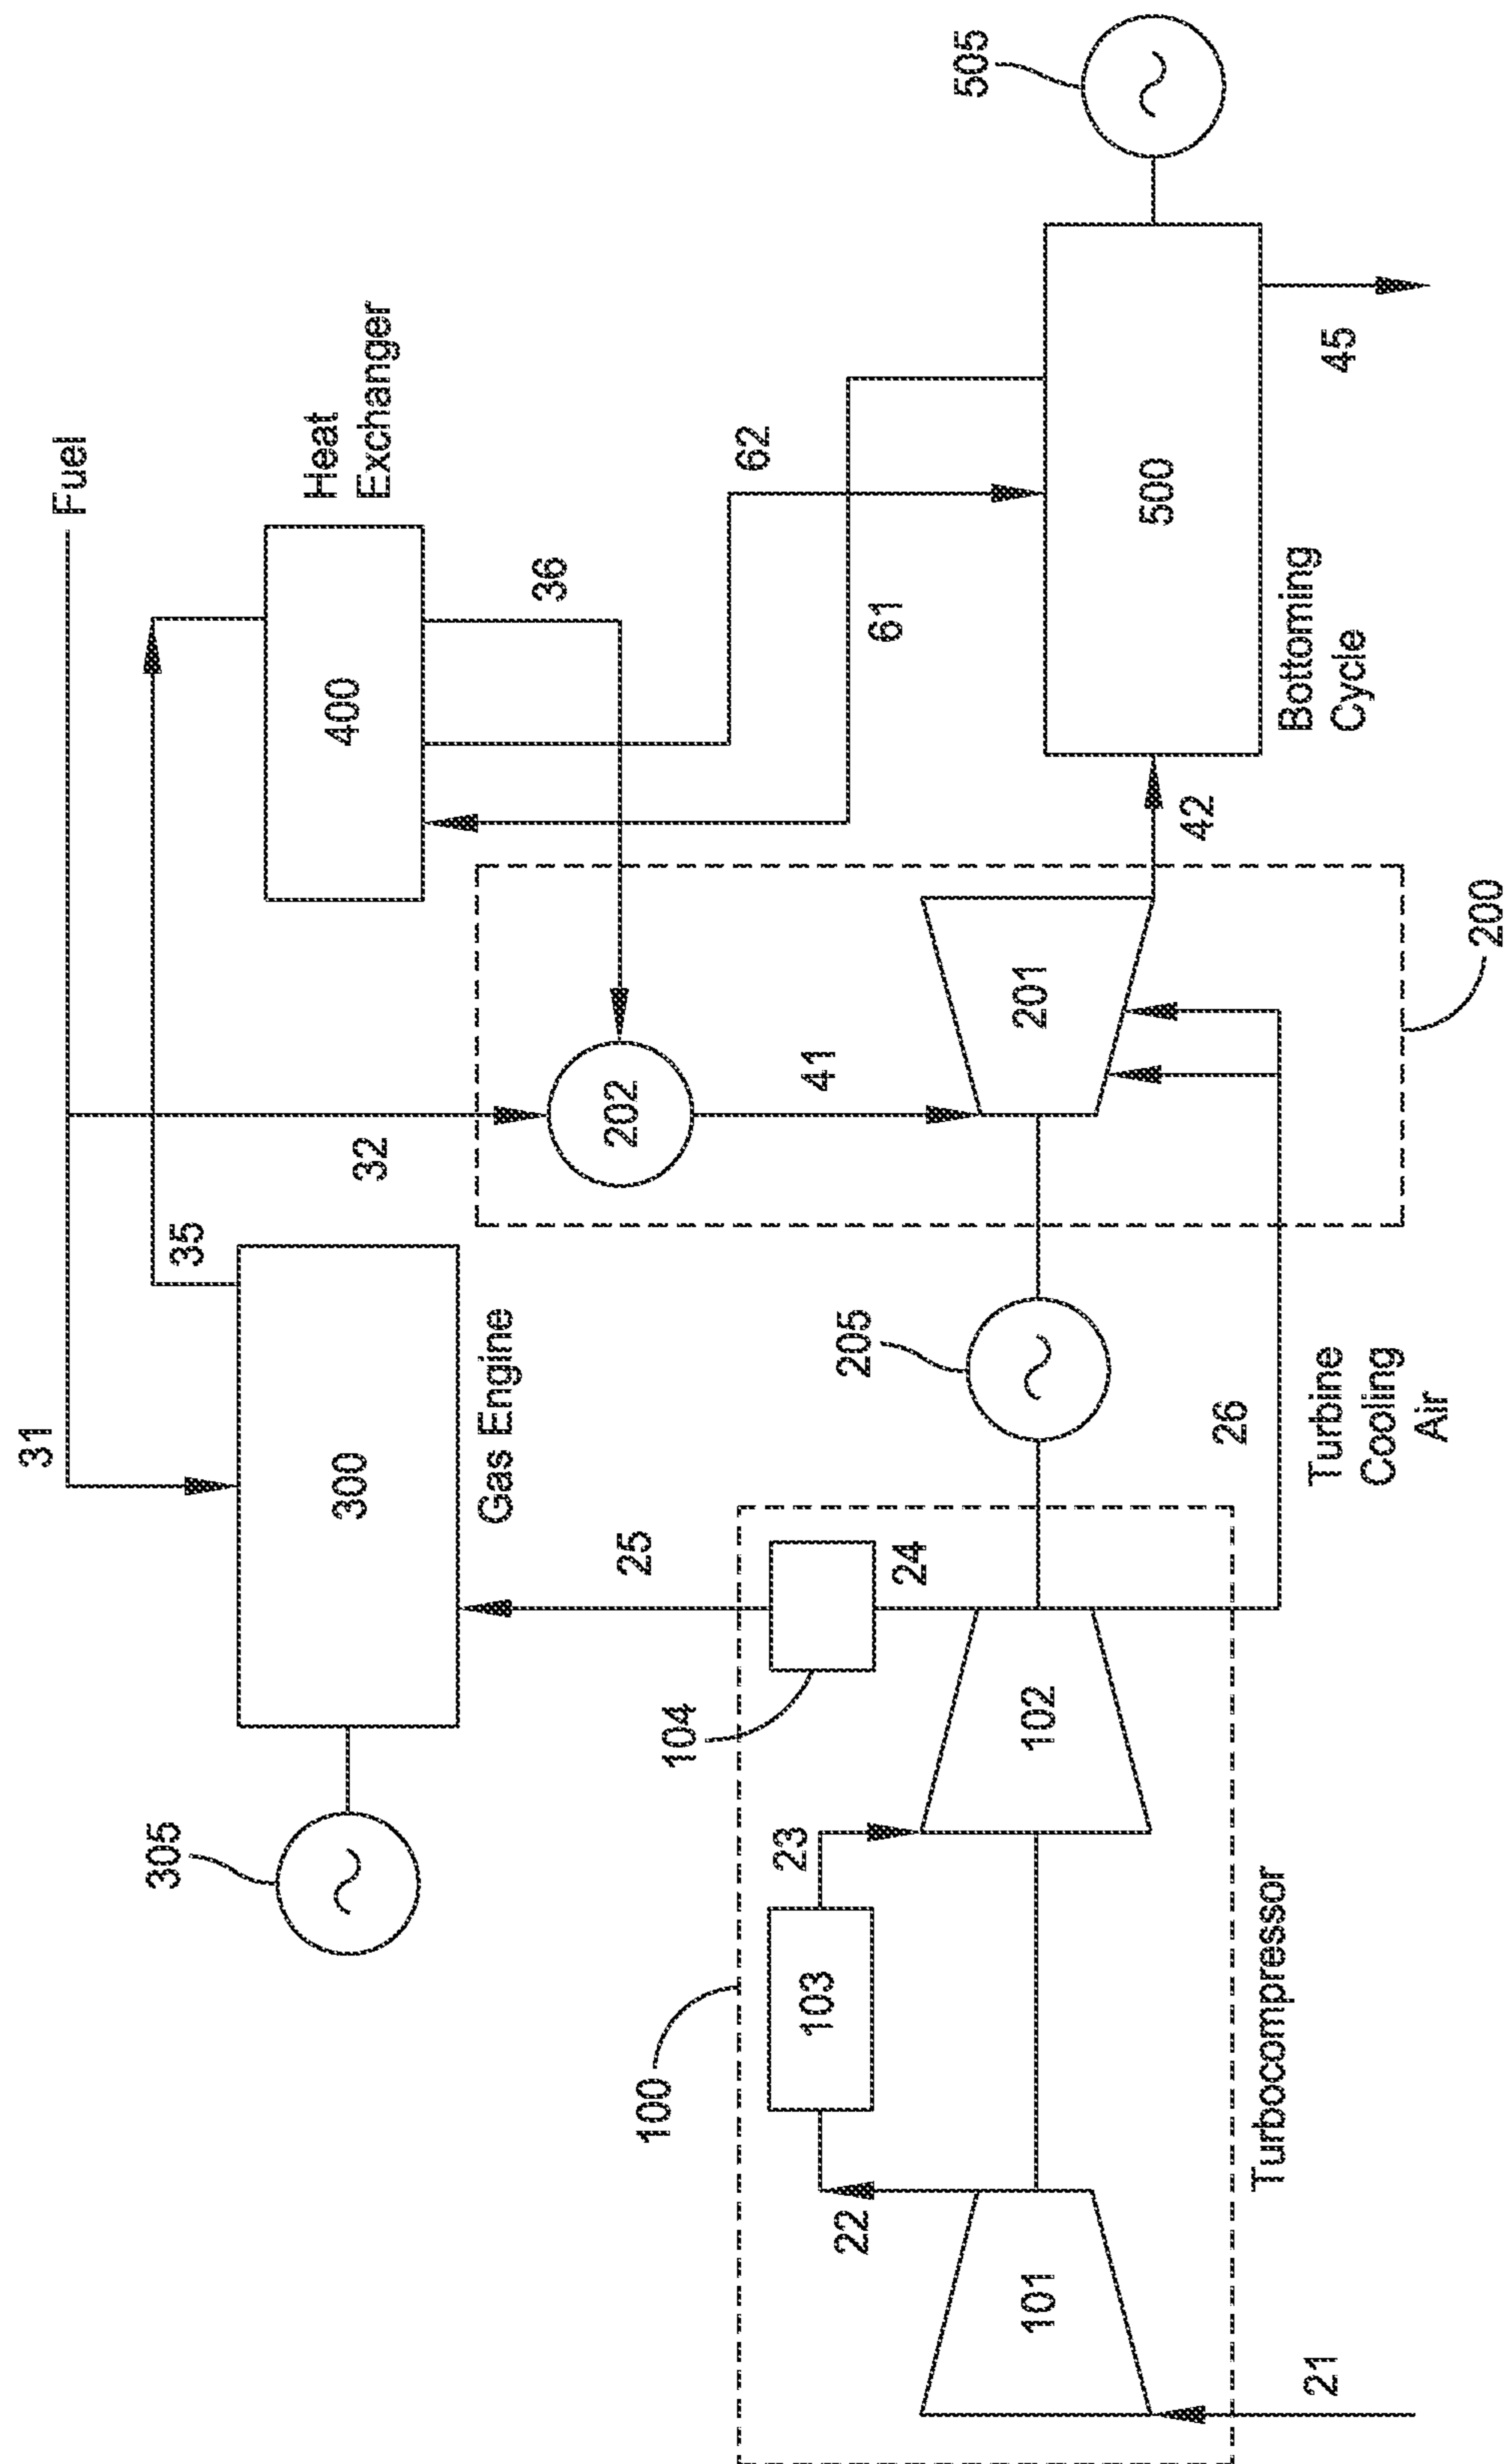 Fuel
31
32
35
Heat
Exchanger
400
36
62
61
305
300
Gas Engine
25
202
41
505
100
104
24
205
201
42
500
Bottoming
Cycle
45
103
22
23
101
102
26
Turbine
Cooling
Air
200
21
Turbocompressor